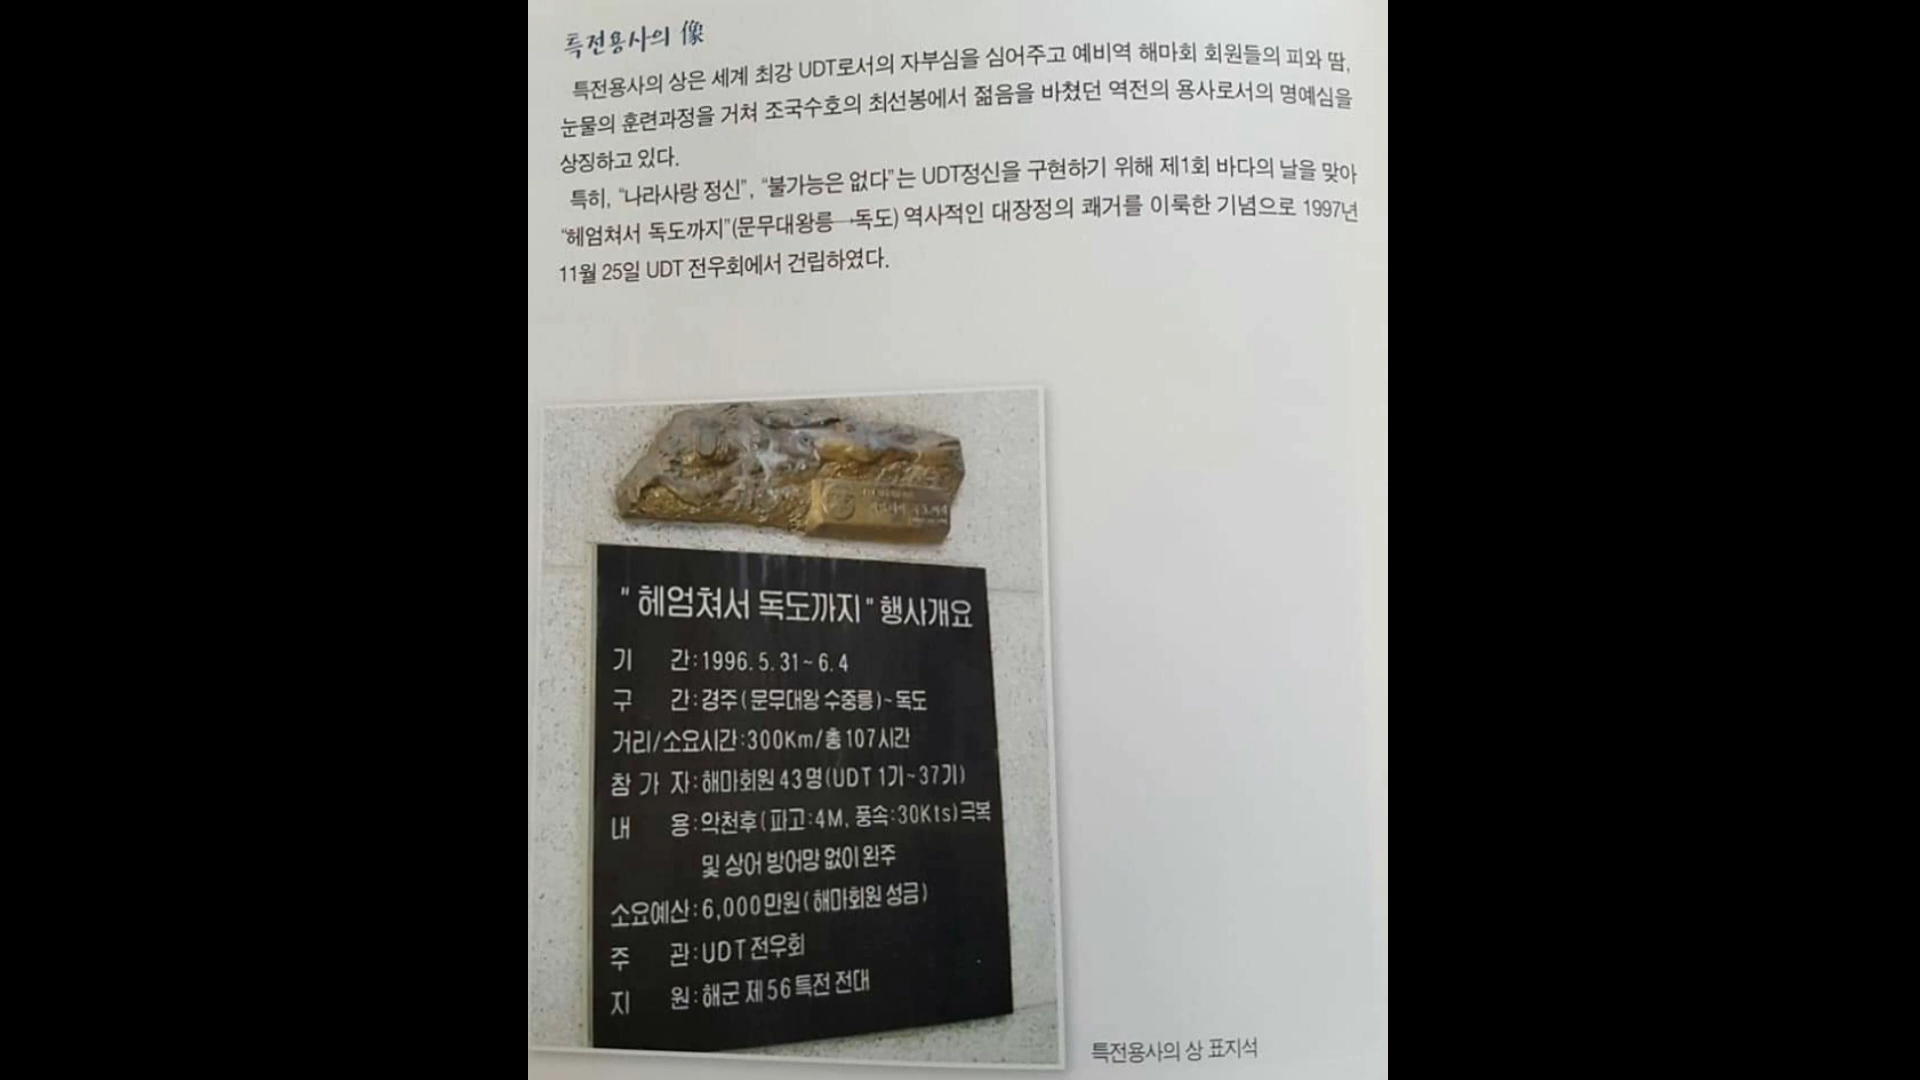 특전용사의 像
특전용사의 상은 세계 최강 UDT로서의 자부심을 심어주고 예비역 해마회 회원들의 피와 땀,
눈물의 훈련과정을 거쳐 조국수호의 최선봉에서 젊음을 바쳤던 역전의 용사로서의 명예심을
상징하고 있다.
특히, “나라사랑 정신”, “불가능은 없다”는 UDT정신을 구현하기 위해 제1회 바다의 날을 맞아
“헤엄쳐서 독도까지”(문무대왕릉→독도) 역사적인 대장정의 쾌거를 이룩한 기념으로 1997년
11월 25일 UDT 전우회에서 건립하였다.
"헤엄쳐서 독도까지" 행사개요
기 간:1996.5.31~6.4
구 간:경주(문무대왕 수중릉)~독도
거리/소요시간:300Km/총107시간
참 가 자:해마회원 43명(UDT 1기~37기)
내 용:악천후(파고:4M, 풍속:30Kts)극복
및 상어 방어망 없이 완주
소요예산:6,000만원(해마회원 성금)
주 관:UDT전우회
지 원:해군 제56특전 전대
특전용사의 상 표지석